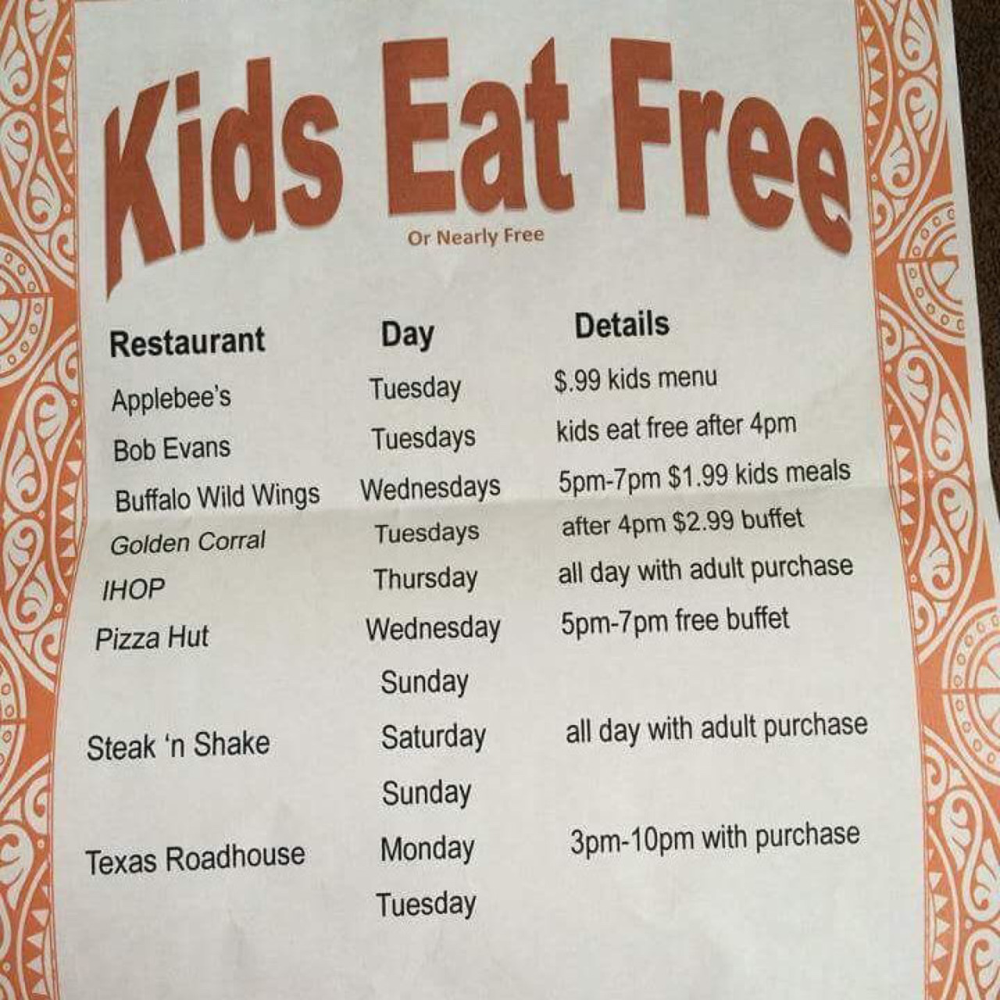 Kids Eat Free
Or Nearly Free
Restaurant Day Details
Applebee's Tuesday $.99 kids menu
Bob Evans Tuesdays kids eat free after 4pm
Buffalo Wild Wings Wednesdays 5pm-7pm $1.99 kids meals
Golden Corral Tuesdays after 4pm $2.99 buffet
IHOP Thursday all day with adult purchase
Pizza Hut Wednesday 5pm-7pm free buffet
Sunday
Steak 'n Shake Saturday all day with adult purchase
Sunday
Texas Roadhouse Monday 3pm-10pm with purchase
Tuesday